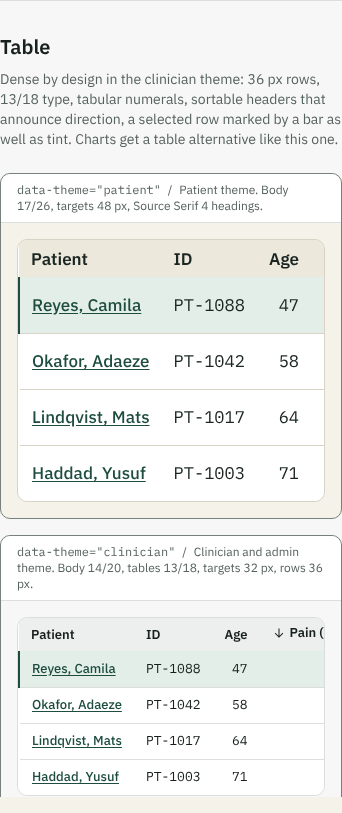 Table
Dense by design in the clinician theme: 36 px rows,
13/18 type, tabular numerals, sortable headers that
announce direction, a selected row marked by a bar as
well as tint. Charts get a table alternative like this one.
data-theme="patient" / Patient theme. Body
17/26, targets 48 px, Source Serif 4 headings.
Patient ID Age
Reyes, Camila PT-1088 47
Okafor, Adaeze PT-1042 58
Lindqvist, Mats PT-1017 64
Haddad, Yusuf PT-1003 71
data-theme="clinician" / Clinician and admin
theme. Body 14/20, tables 13/18, targets 32 px, rows 36
px.
Patient ID Age ↓ Pain (
Reyes, Camila PT-1088 47
Okafor, Adaeze PT-1042 58
Lindqvist, Mats PT-1017 64
Haddad, Yusuf PT-1003 71